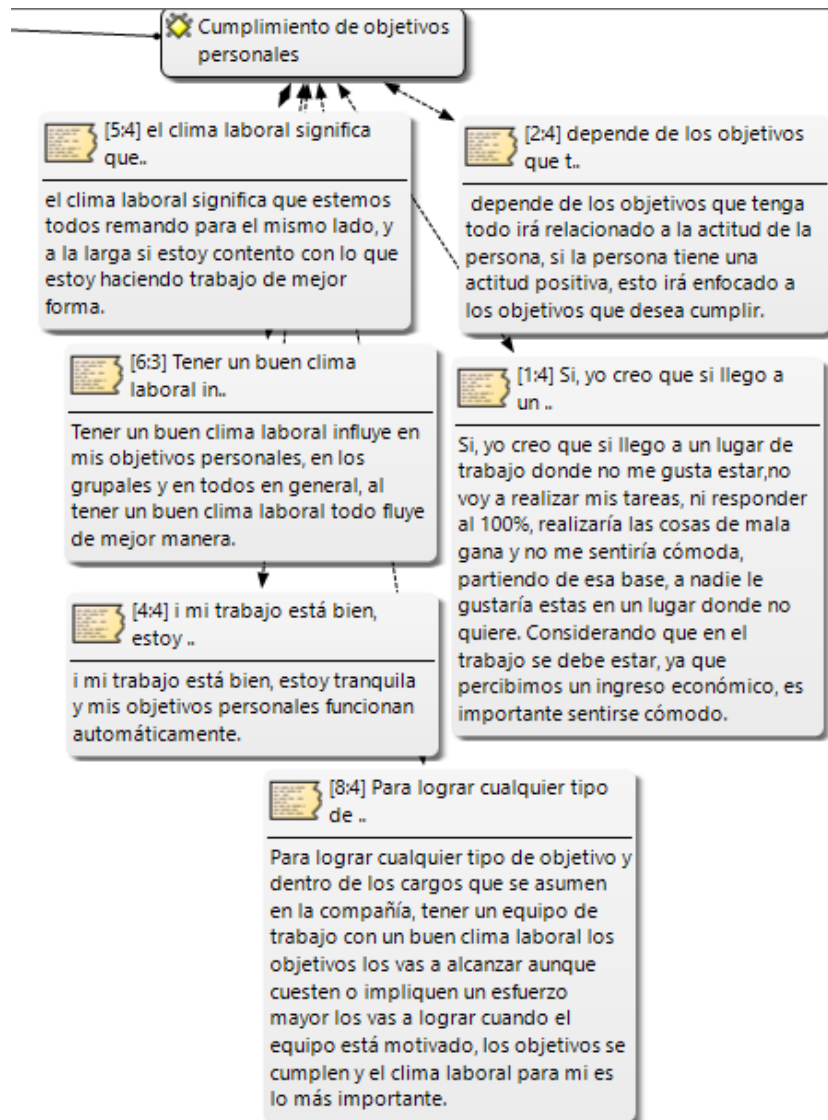 Cumplimiento de objetivos
personales
[5:4] el clima laboral significa
que..
el clima laboral significa que estemos
todos remando para el mismo lado, y
a la larga si estoy contento con lo que
estoy haciendo trabajo de mejor
forma.
[2:4] depende de los objetivos
que t..
depende de los objetivos que tenga
todo irá relacionado a la actitud de la
persona, si la persona tiene una
actitud positiva, esto irá enfocado a
los objetivos que desea cumplir.
[6:3] Tener un buen clima
laboral in..
Tener un buen clima laboral influye en
mis objetivos personales, en los
grupales y en todos en general, al
tener un buen clima laboral todo fluye
de mejor manera.
[1:4] Si, yo creo que si llego a
un ..
Si, yo creo que si llego a un lugar de
trabajo donde no me gusta estar,no
voy a realizar mis tareas, ni responder
al 100%, realizaría las cosas de mala
gana y no me sentiría cómoda,
partiendo de esa base, a nadie le
gustaría estas en un lugar donde no
quiere. Considerando que en el
trabajo se debe estar, ya que
percibimos un ingreso económico, es
importante sentirse cómodo.
[4:4] i mi trabajo está bien,
estoy ..
i mi trabajo está bien, estoy tranquila
y mis objetivos personales funcionan
automáticamente.
[8:4] Para lograr cualquier tipo
de ..
Para lograr cualquier tipo de objetivo y
dentro de los cargos que se asumen
en la compañía, tener un equipo de
trabajo con un buen clima laboral los
objetivos los vas a alcanzar aunque
cuesten o impliquen un esfuerzo
mayor los vas a lograr cuando el
equipo está motivado, los objetivos se
cumplen y el clima laboral para mi es
lo más importante.